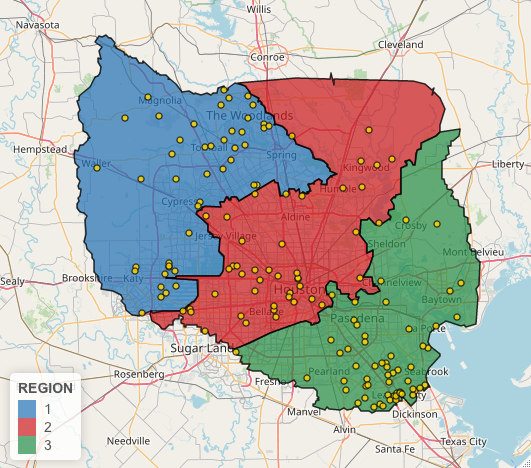 Willis
Navasota
Cleveland
Conroe
Magnolia
The Woodlands
Hempstead
Spring
Liberty
Waller
Kingwood
Humble
Cypress
Aldine
Crosby
Jersey Village
Sheldon
Mont Belvieu
Sealy
Brookshire
Katy
Channelview
Houston
Baytown
Bellaire
Pasadena
La Porte
Sugar Land
Rosenberg
Pearland
Seabrook
Fresno
REGION
1
2
3
League City
Manvel
Dickinson
Alvin
Needville
Texas City
Santa Fe